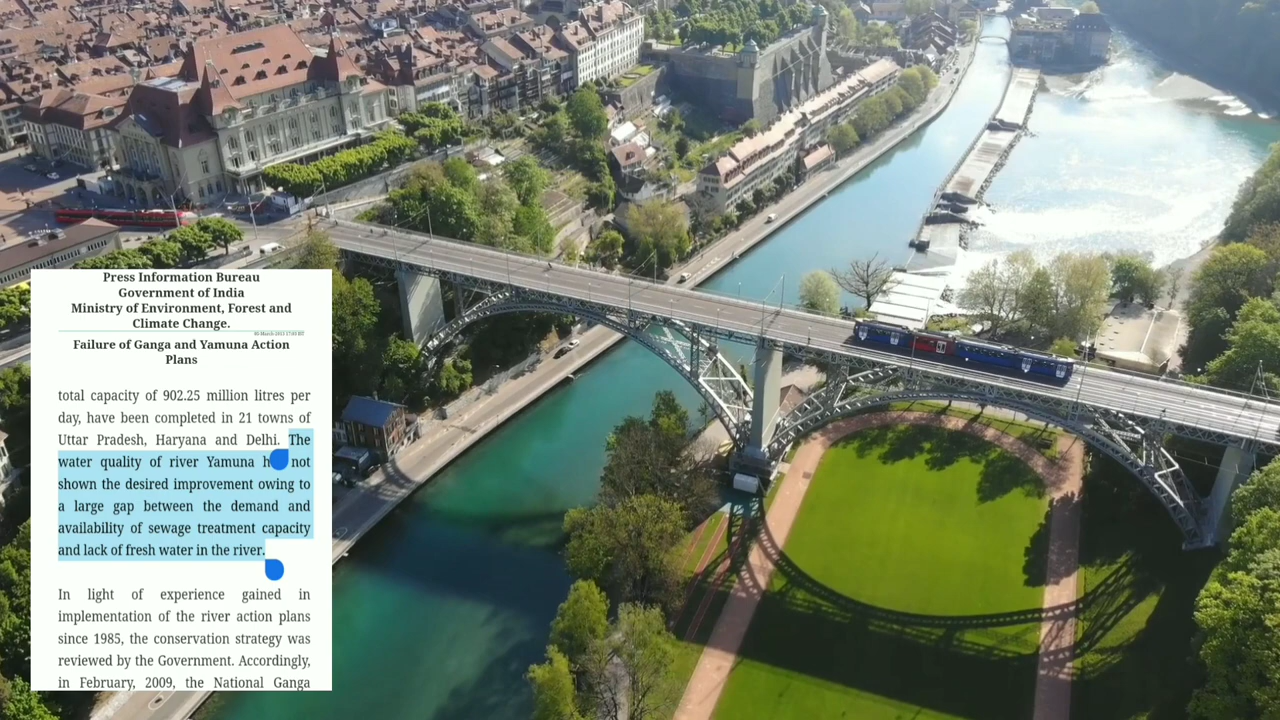 Press Information Bureau
Government of India
Ministry of Environment, Forest and
Climate Change.
Failure of Ganga and Yamuna Action
Plans
total capacity of 902.25 million litres per
day, have been completed in 21 towns of
Uttar Pradesh, Haryana and Delhi. The
water quality of river Yamuna not
shown the desired improvement owing to
a large gap between the demand and
availability of sewage treatment capacity
and lack of fresh water in the river.
In light of experience gained in
implementation of the river action plans
since 1985, the conservation strategy was
reviewed by the Government. Accordingly,
in February, 2009, the National Ganga